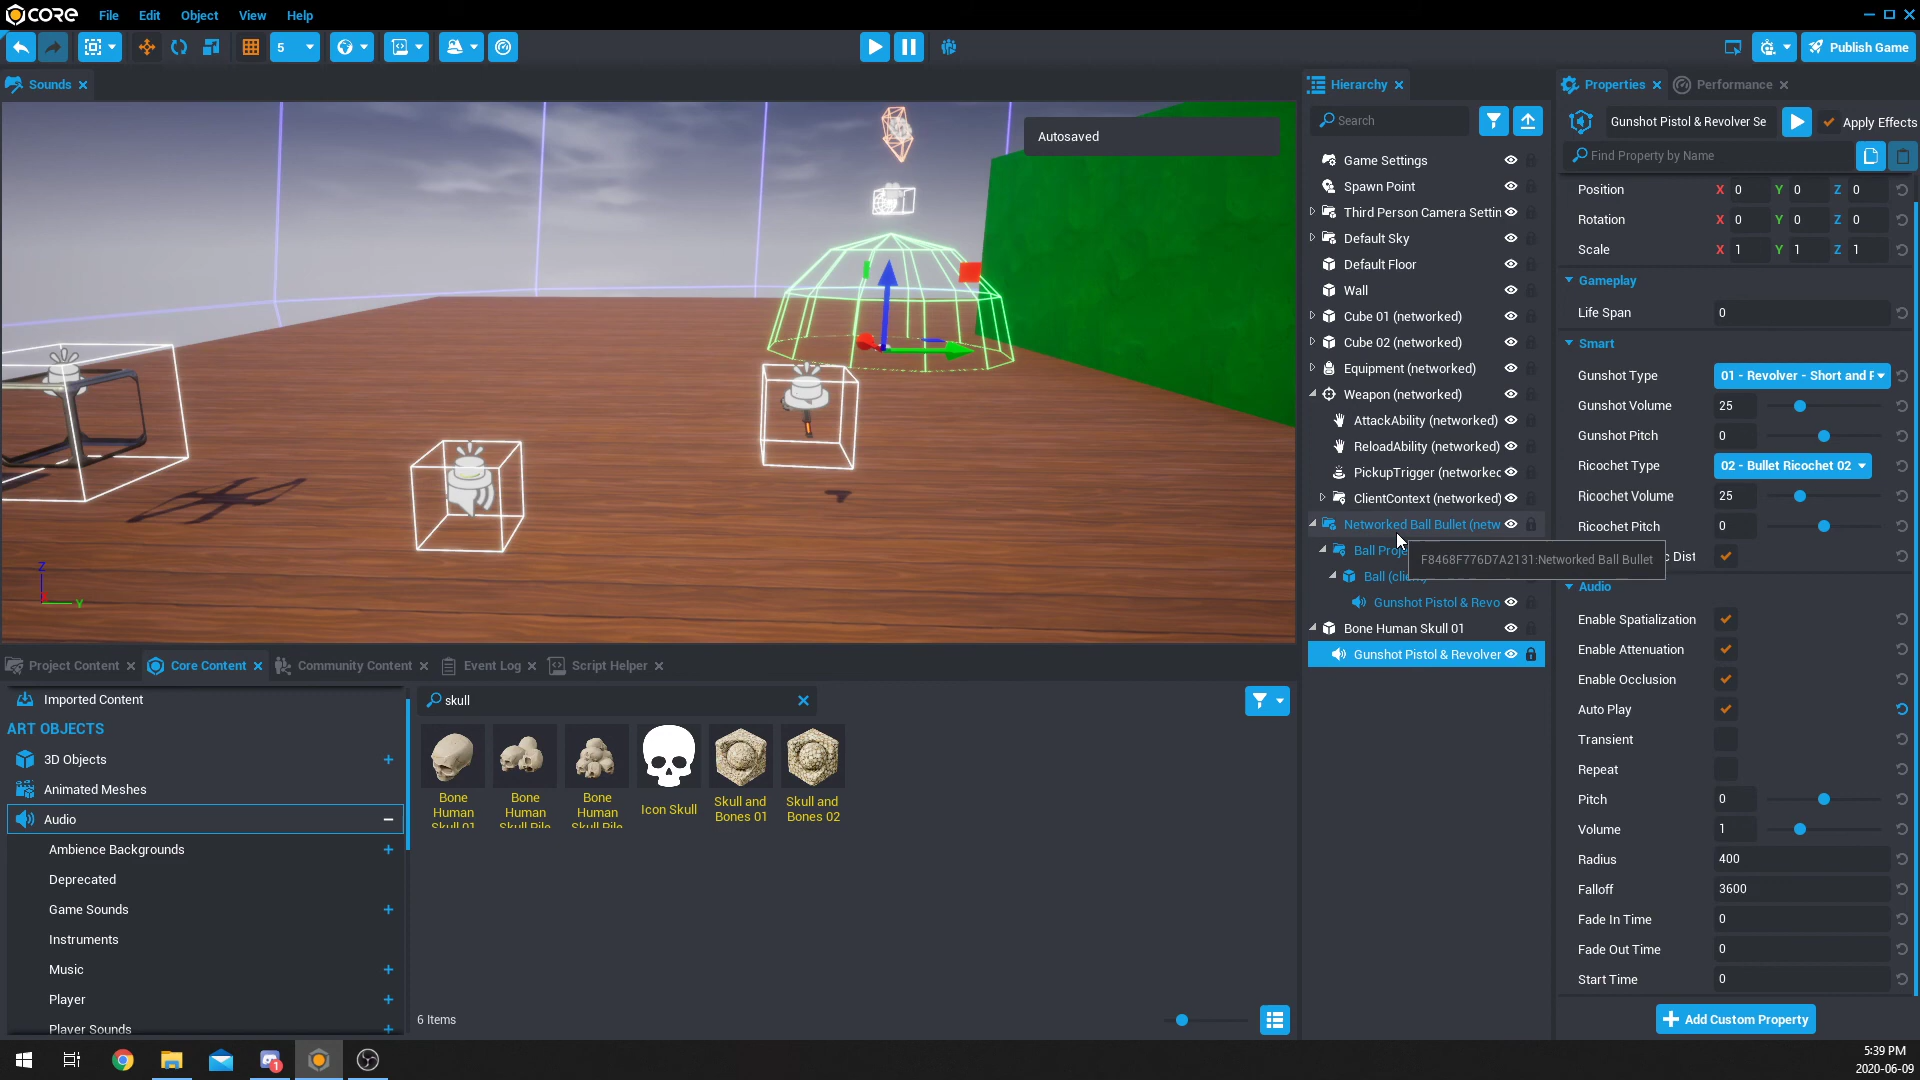 CORE
File
Edit
Object
View
Help
5
Publish Game
Sounds
Autosaved
Z
Y
Hierarchy
Search
Game Settings
Spawn Point
Third Person Camera Settin
Default Sky
Default Floor
Wall
Cube 01 (networked)
Cube 02 (networked)
Equipment (networked)
Weapon (networked)
AttackAbility (networked)
ReloadAbility (networked)
PickupTrigger (networked
ClientContext (networked)
Networked Ball Bullet (netw
Ball Proje
F8468F776D7A2131:Networked Ball Bullet
Ball (clie
Gunshot Pistol & Revo
Bone Human Skull 01
Gunshot Pistol & Revolver
Properties
Performance
Gunshot Pistol & Revolver Se
Apply Effects
Find Property by Name
Position X 0 Y 0 Z 0
Rotation X 0 Y 0 Z 0
Scale X 1 Y 1 Z 1
Gameplay
Life Span 0
Smart
Gunshot Type 01 - Revolver - Short and F
Gunshot Volume 25
Gunshot Pitch 0
Ricochet Type 02 - Bullet Ricochet 02
Ricochet Volume 25
Ricochet Pitch 0
c Dist
Audio
Enable Spatialization
Enable Attenuation
Enable Occlusion
Auto Play
Transient
Repeat
Pitch 0
Volume 1
Radius 400
Falloff 3600
Fade In Time 0
Fade Out Time 0
Start Time 0
Add Custom Property
Project Content
Core Content
Community Content
Event Log
Script Helper
Imported Content
ART OBJECTS
3D Objects
Animated Meshes
Audio
Ambience Backgrounds
Deprecated
Game Sounds
Instruments
Music
Player
Player Sounds
skull
Bone Human Skull 01
Bone Human Skull Pile
Bone Human Skull Pile
Icon Skull
Skull and Bones 01
Skull and Bones 02
6 Items
1
5:39 PM
2020-06-09